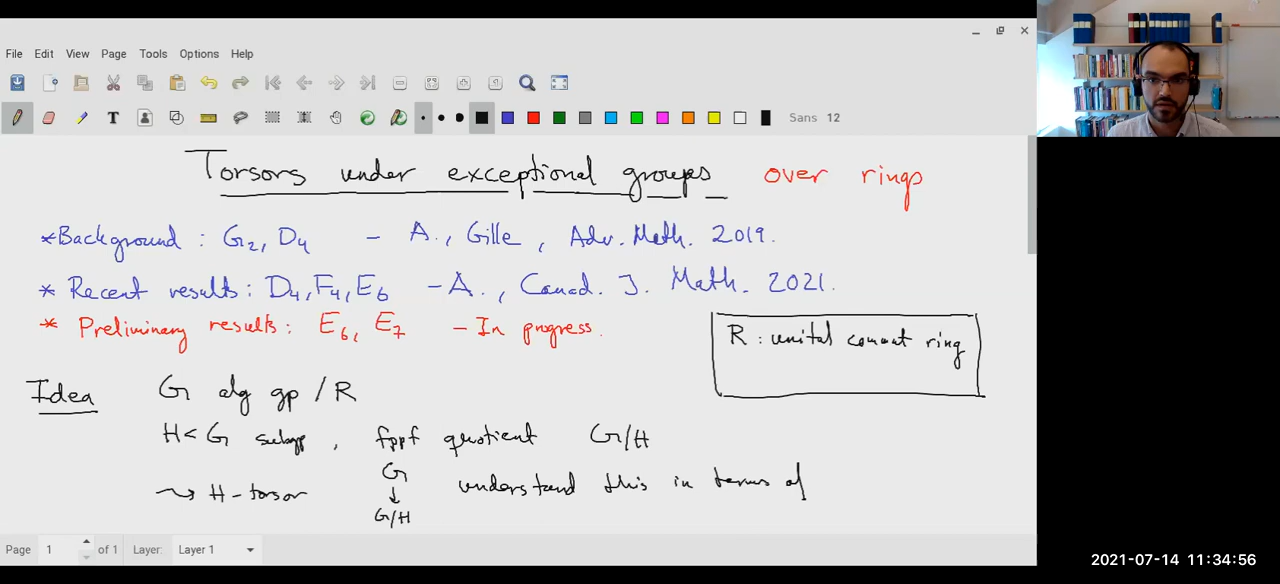 File Edit View Page Tools Options Help
Sans 12
Torsors under exceptional groups over rings
* Background : G₂, D₄ - A., Gille, Adv. Math. 2019.
* Recent results : D₄, F₄, E₆ - A., Canad. J. Math. 2021.
* Preliminary results : E₆, E₇ - In progress.
R : unital commut ring
Idea G alg gp / R
H < G subgp, fppf quotient G/H
⇝ H-torsor G ↓ G/H understand this in terms of
Page 1 of 1 Layer: Layer 1
2021-07-14 11:34:56